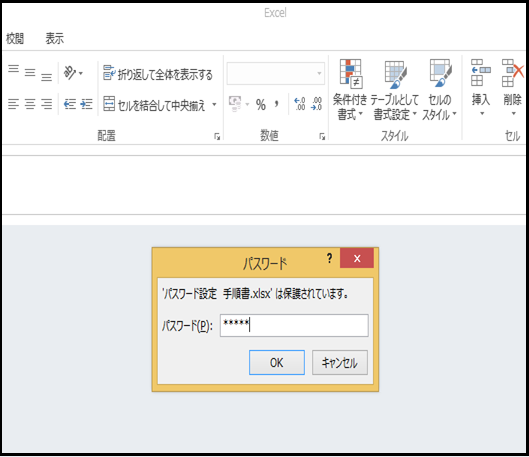 Excel
校閲 表示
折り返して全体を表示する
セルを結合して中央揃え
% , ←.0 .00 .00 →.0
条件付き書式 テーブルとして書式設定 セルのスタイル 挿入 削除
配置 数値 スタイル セル
パスワード ? x
'パスワード設定 手順書.xlsx' は保護されています。
パスワード(P): *****
OK キャンセル